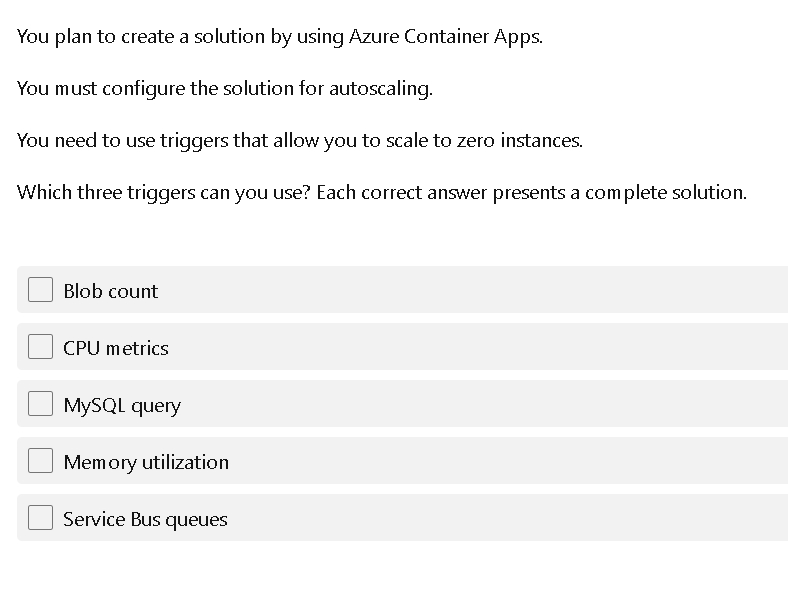 You plan to create a solution by using Azure Container Apps.
You must configure the solution for autoscaling.
You need to use triggers that allow you to scale to zero instances.
Which three triggers can you use? Each correct answer presents a complete solution.
Blob count
CPU metrics
MySQL query
Memory utilization
Service Bus queues